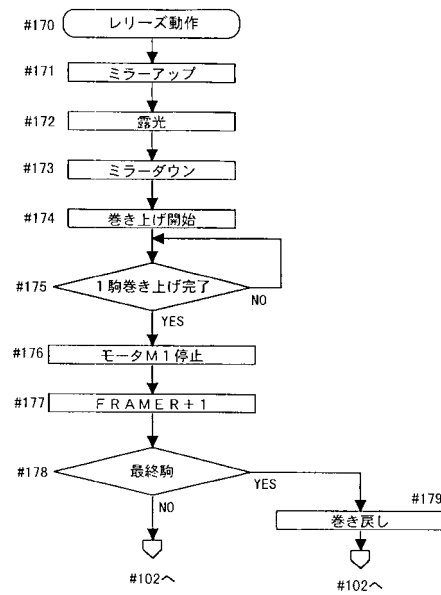 #170 レリーズ動作
#171 ミラーアップ
#172 露光
#173 ミラーダウン
#174 巻き上げ開始
#175 1駒巻き上げ完了 NO
YES
#176 モータM1停止
#177 FRAMER+1
#178 最終駒 YES
NO
#179
巻き戻し
#102へ #102へ